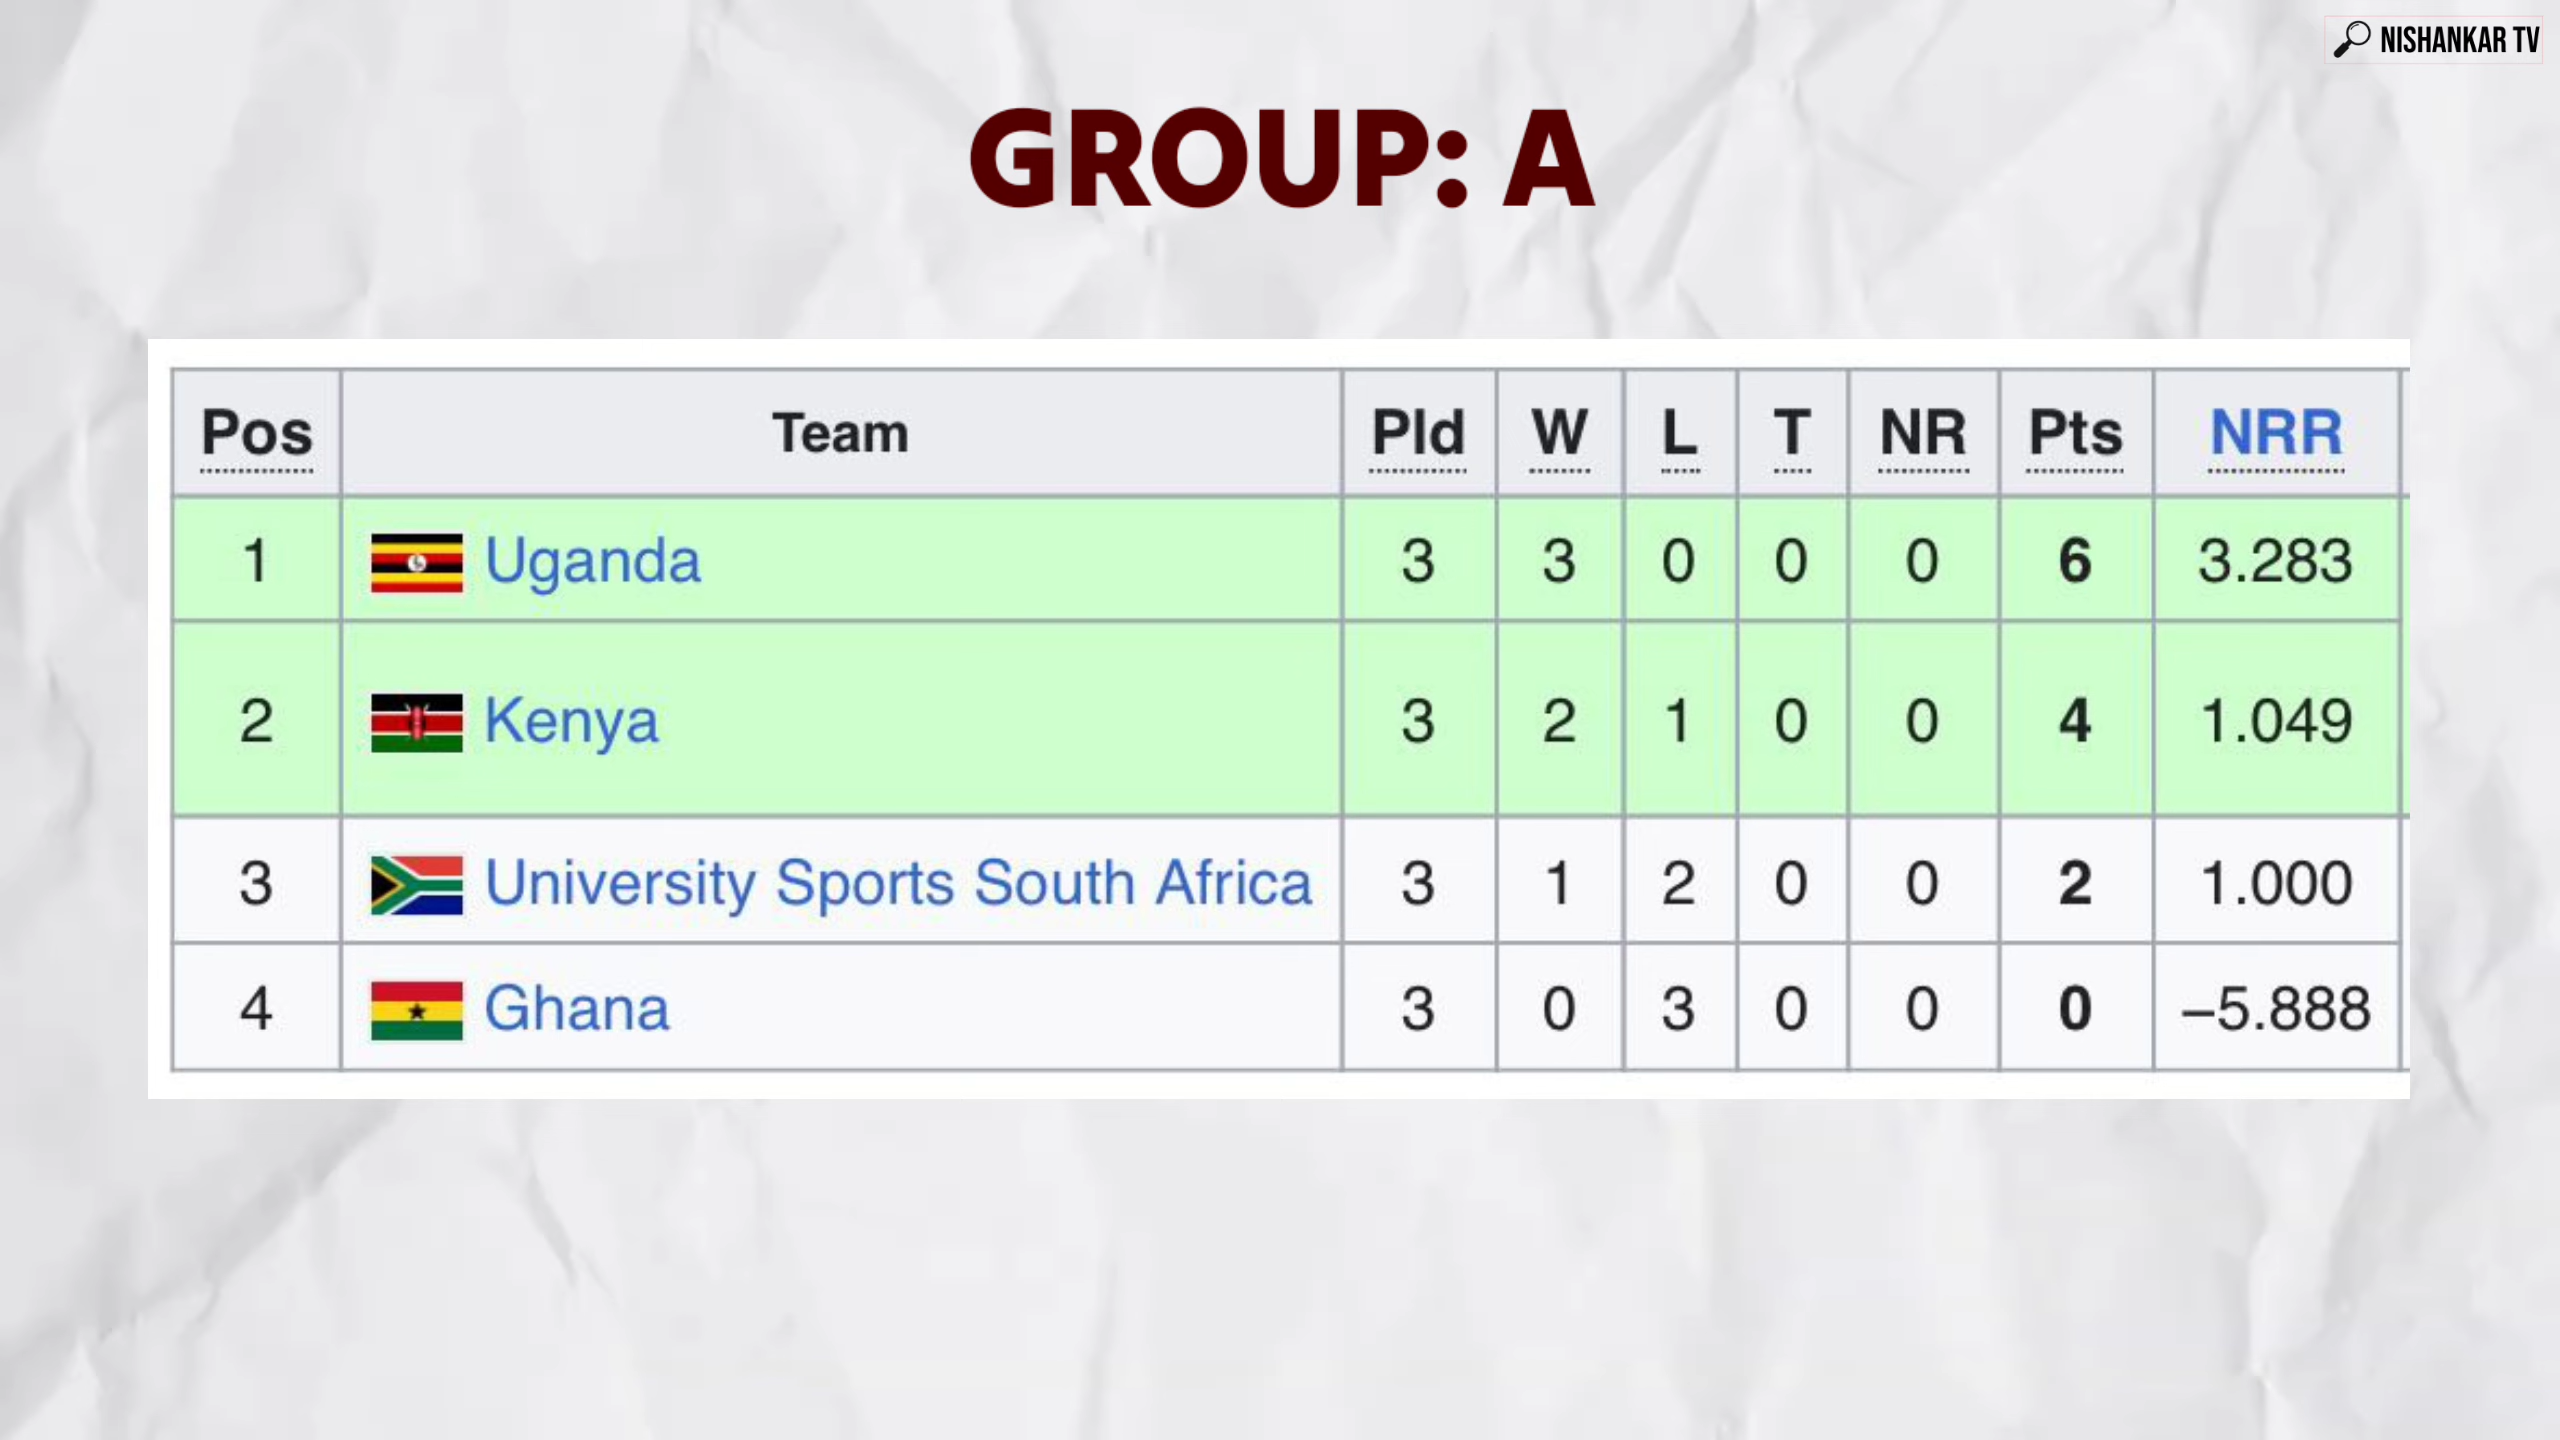 NISHANKAR TV
GROUP: A
Pos Team Pld W L T NR Pts NRR
1 Uganda 3 3 0 0 0 6 3.283
2 Kenya 3 2 1 0 0 4 1.049
3 University Sports South Africa 3 1 2 0 0 2 1.000
4 Ghana 3 0 3 0 0 0 –5.888